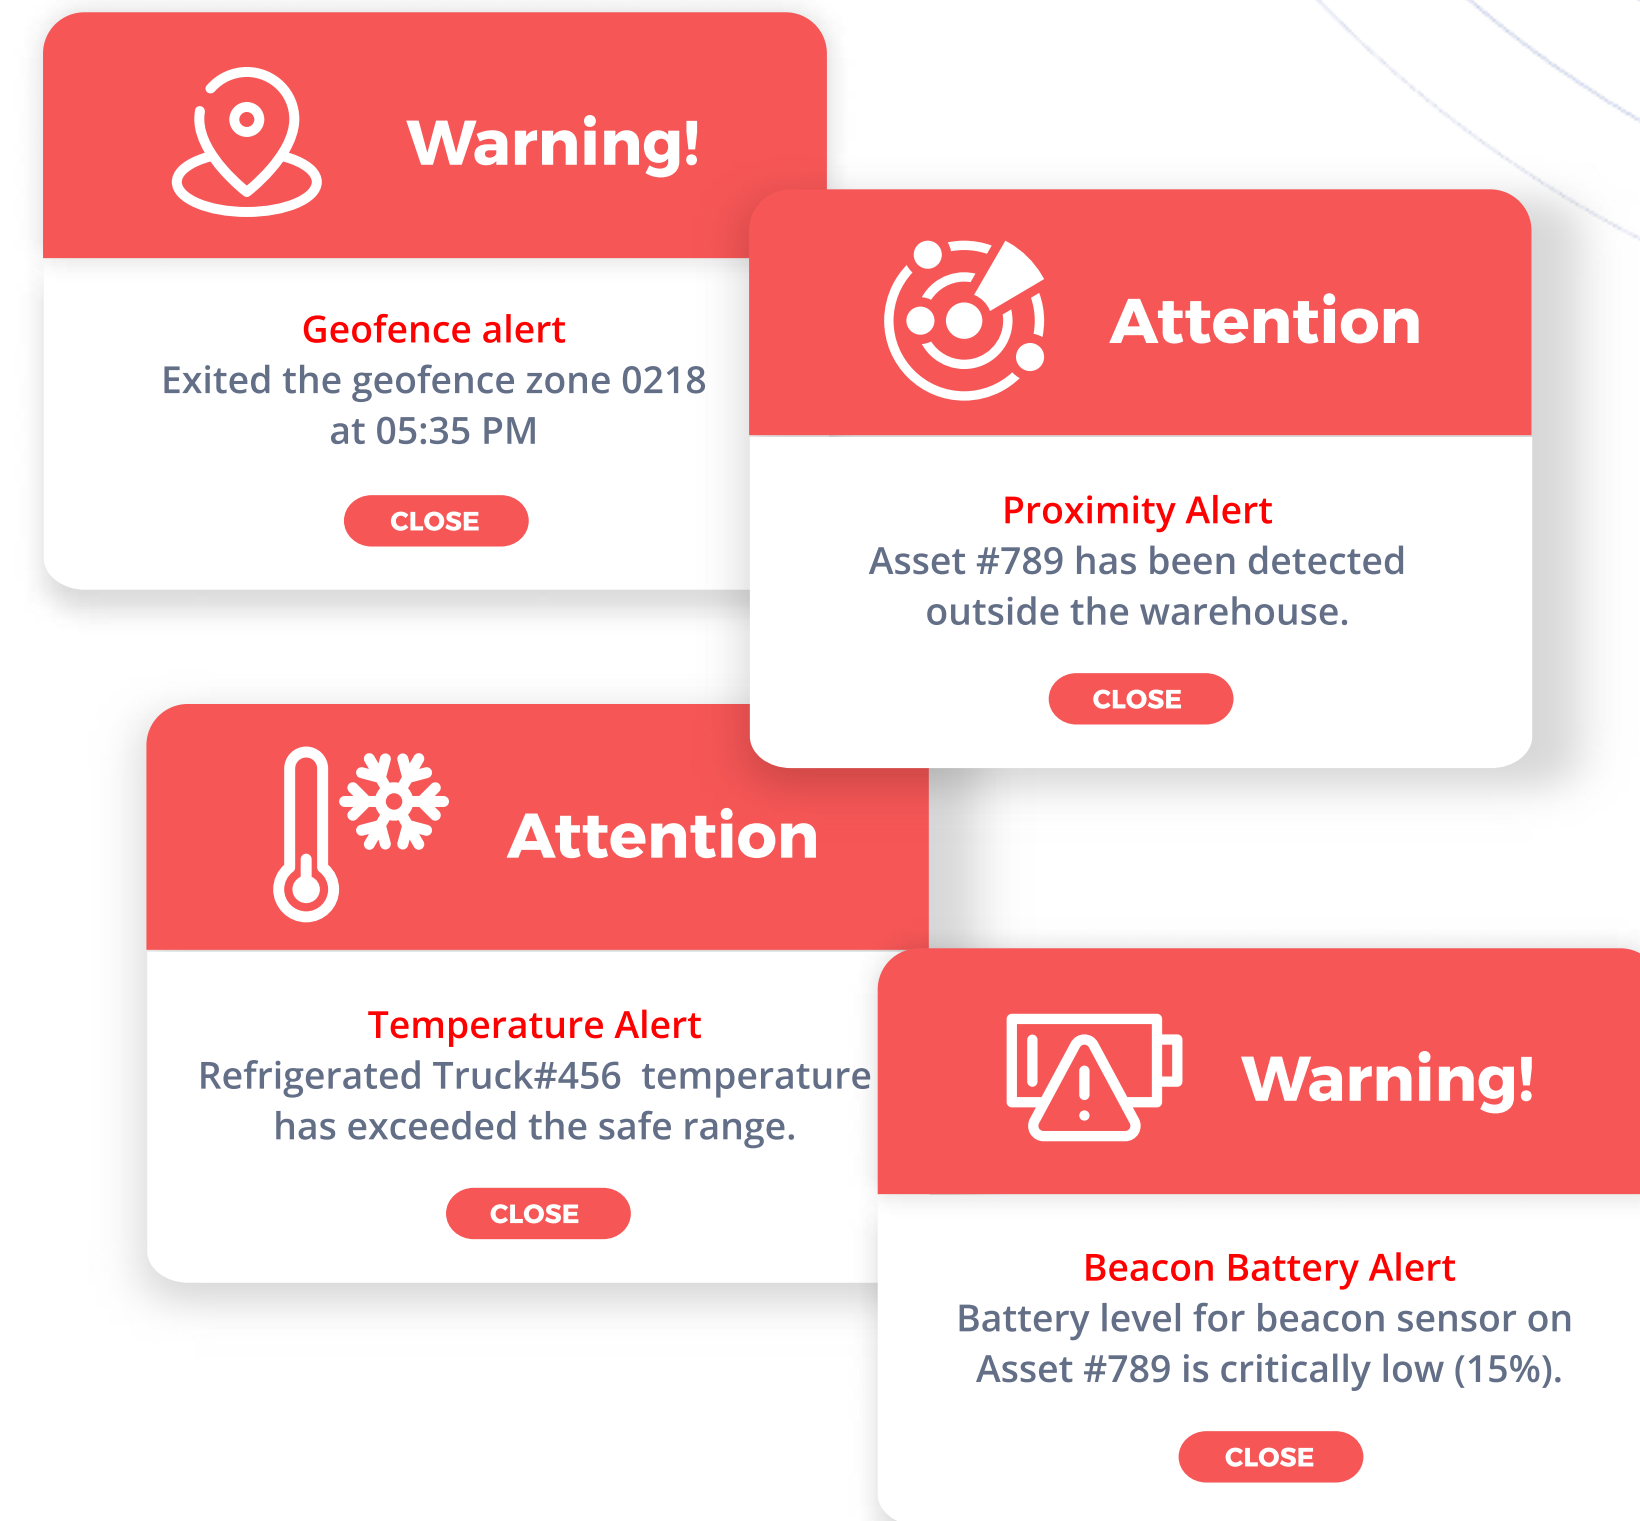 Warning!
Geofence alert
Exited the geofence zone 0218
at 05:35 PM
CLOSE
Attention
Proximity Alert
Asset #789 has been detected
outside the warehouse.
CLOSE
Attention
Temperature Alert
Refrigerated Truck#456  temperature
has exceeded the safe range.
CLOSE
Warning!
Beacon Battery Alert
Battery level for beacon sensor on
Asset #789 is critically low (15%).
CLOSE